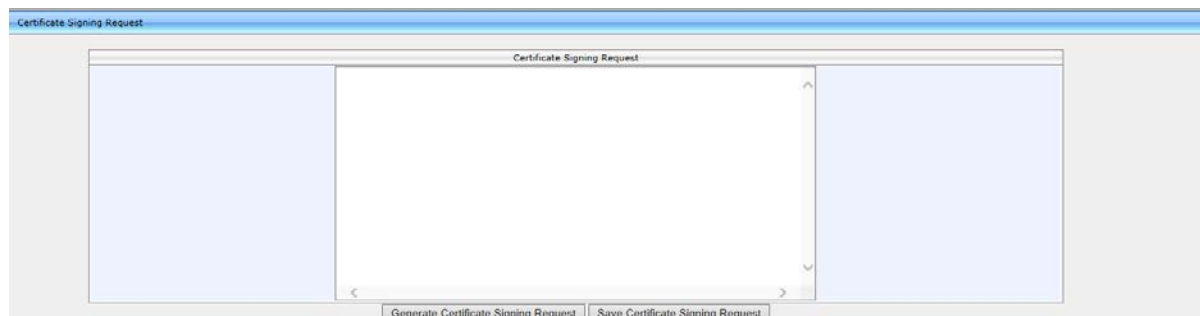 Certificate Signing Request
Certificate Signing Request
Generate Certificate Signing Request Save Certificate Signing Request